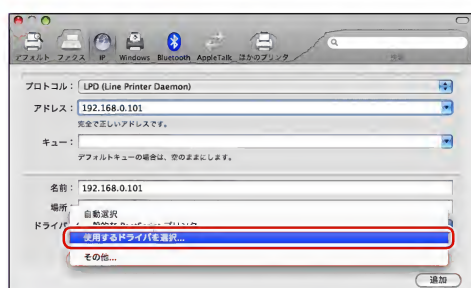 デフォルト ファクス IP Windows Bluetooth AppleTalk ほかのプリンタ 検索
プロトコル： LPD (Line Printer Daemon)
アドレス： 192.168.0.101
完全で正しいアドレスです。
キュー：
デフォルトキューの場合は、空のままにします。
名前： 192.168.0.101
場所
自動選択
ドライバ
使用するドライバを選択...
その他...
追加